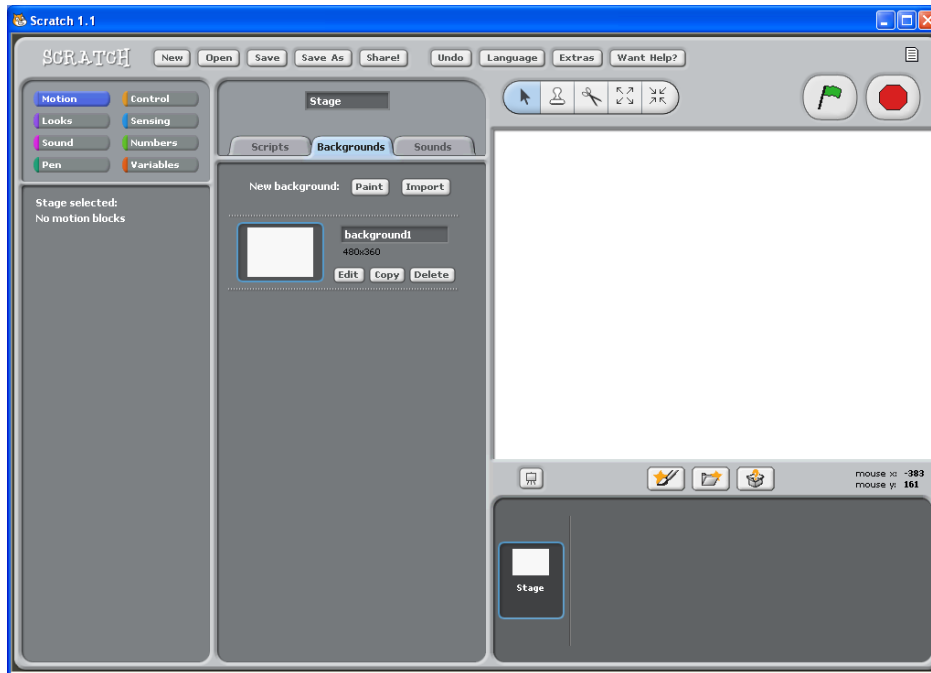 Scratch 1.1
SCRATCH New Open Save Save As Share! Undo Language Extras Want Help?
Motion Control
Looks Sensing
Sound Numbers
Pen Variables
Stage selected:
No motion blocks
Stage
Scripts Backgrounds Sounds
New background: Paint Import
background1
480x360
Edit Copy Delete
mouse x: -383
mouse y: 161
Stage